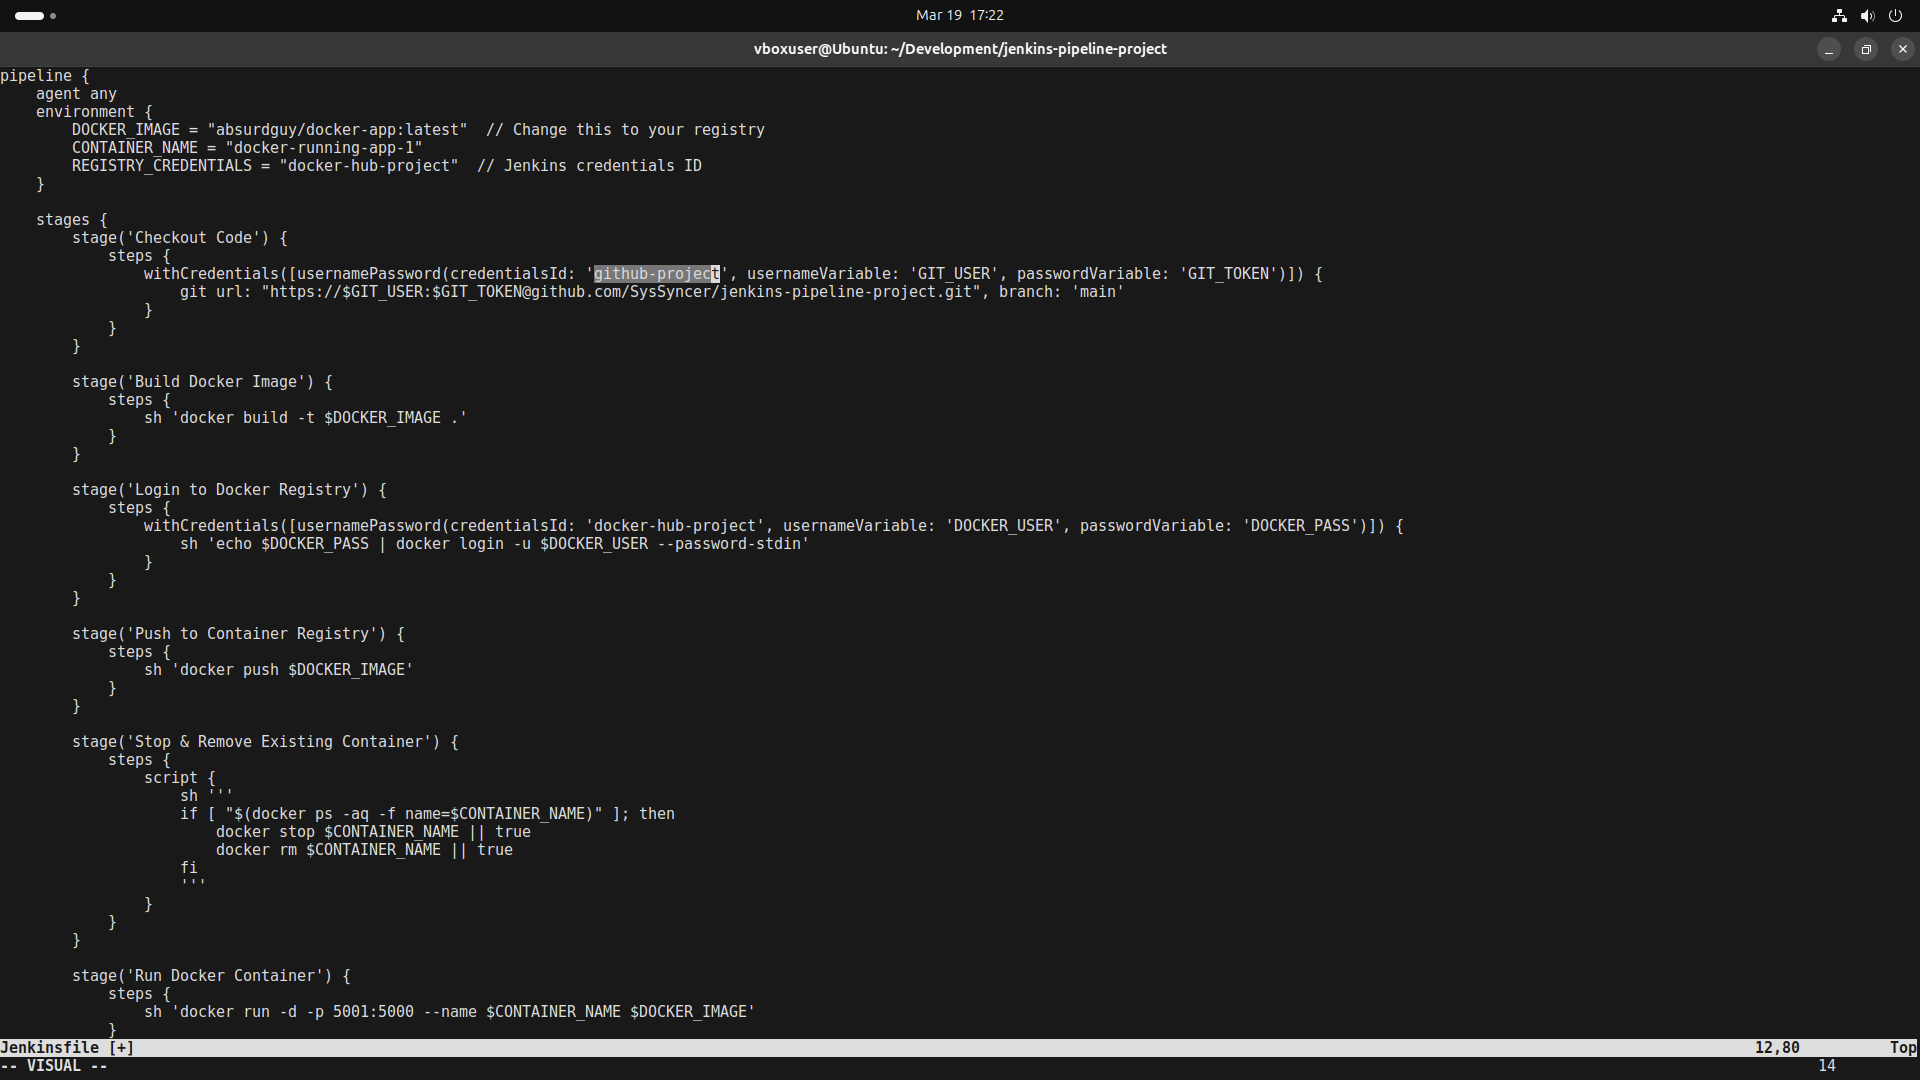 Mar 19 17:22
vboxuser@Ubuntu: ~/Development/jenkins-pipeline-project
pipeline {
    agent any
    environment {
        DOCKER_IMAGE = "absurdguy/docker-app:latest"  // Change this to your registry
        CONTAINER_NAME = "docker-running-app-1"
        REGISTRY_CREDENTIALS = "docker-hub-project"  // Jenkins credentials ID
    }

    stages {
        stage('Checkout Code') {
            steps {
                withCredentials([usernamePassword(credentialsId: 'github-project', usernameVariable: 'GIT_USER', passwordVariable: 'GIT_TOKEN')]) {
                    git url: "https://$GIT_USER:$GIT_TOKEN@github.com/SysSyncer/jenkins-pipeline-project.git", branch: 'main'
                }
            }
        }

        stage('Build Docker Image') {
            steps {
                sh 'docker build -t $DOCKER_IMAGE .'
            }
        }

        stage('Login to Docker Registry') {
            steps {
                withCredentials([usernamePassword(credentialsId: 'docker-hub-project', usernameVariable: 'DOCKER_USER', passwordVariable: 'DOCKER_PASS')]) {
                    sh 'echo $DOCKER_PASS | docker login -u $DOCKER_USER --password-stdin'
                }
            }
        }

        stage('Push to Container Registry') {
            steps {
                sh 'docker push $DOCKER_IMAGE'
            }
        }

        stage('Stop & Remove Existing Container') {
            steps {
                script {
                    sh '''
                    if [ "$(docker ps -aq -f name=$CONTAINER_NAME)" ]; then
                        docker stop $CONTAINER_NAME || true
                        docker rm $CONTAINER_NAME || true
                    fi
                    '''
                }
            }
        }

        stage('Run Docker Container') {
            steps {
                sh 'docker run -d -p 5001:5000 --name $CONTAINER_NAME $DOCKER_IMAGE'
            }
Jenkinsfile [+] 12,80 Top
-- VISUAL -- 14